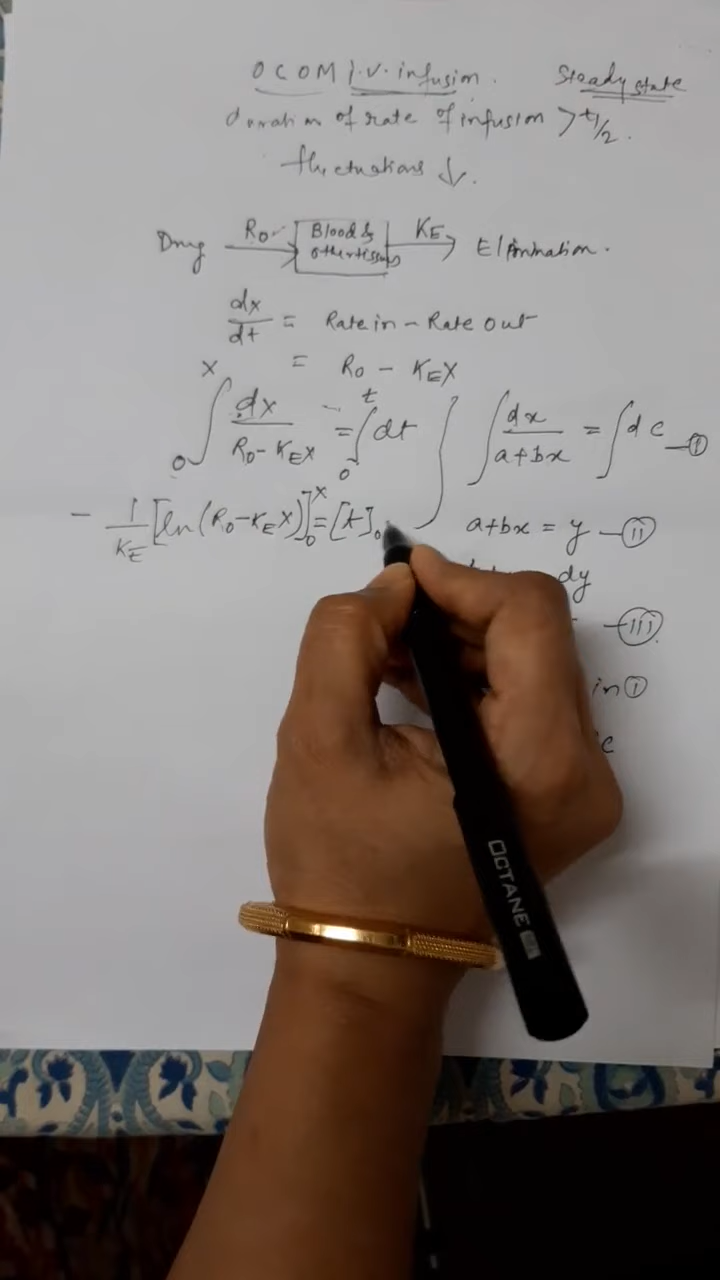 OCOM I.V. infusion. Steady state
duration of rate of infusion > t1/2.
fluctuations ↓.
Drug R0 → Blood & other tissues KE → Elimination.
dx/dt = Rate in - Rate out
= R0 - KEX
∫₀ˣ dx/(R0-KEX) = ∫₀ᵗ dt
∫ dx/(a+bx) = ∫ dc - (i)
- 1/KE [ln(R0-KEX)]₀ˣ = [t]₀
a+bx = y - (ii)
dy
- (iii).
in (i)
c
OCTANE